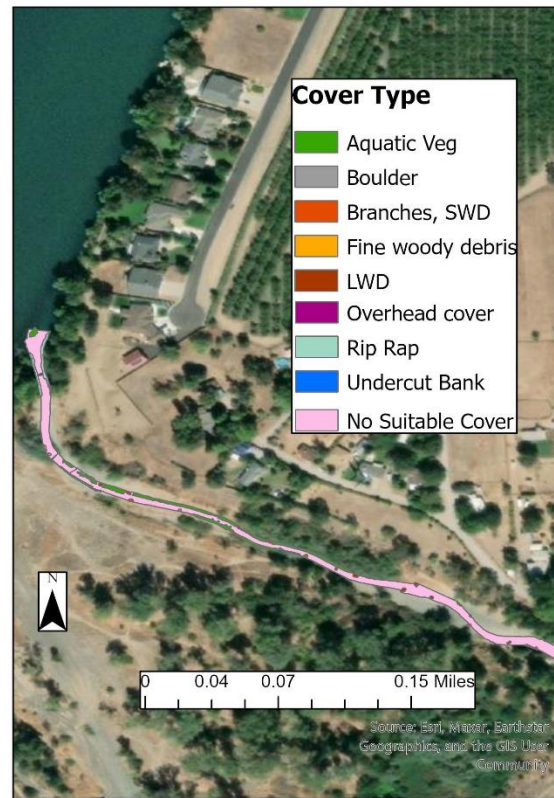 Cover Type
Aquatic Veg
Boulder
Branches, SWD
Fine woody debris
LWD
Overhead cover
Rip Rap
Undercut Bank
No Suitable Cover
N
0 0.04 0.07 0.15 Miles
Source: Esri, Maxar, Earthstar
Geographics, and the GIS User
Community